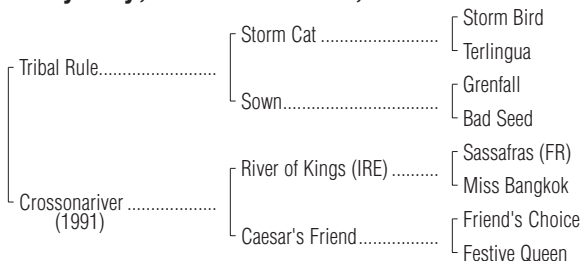 Storm Bird
Storm Cat ..............................
Terlingua
Tribal Rule..........................
Grenfall
Sown.......................................
Bad Seed
Sassafras (FR)
River of Kings (IRE) ............
Miss Bangkok
Crossonariver ....................
(1991)
Friend's Choice
Caesar's Friend....................
Festive Queen